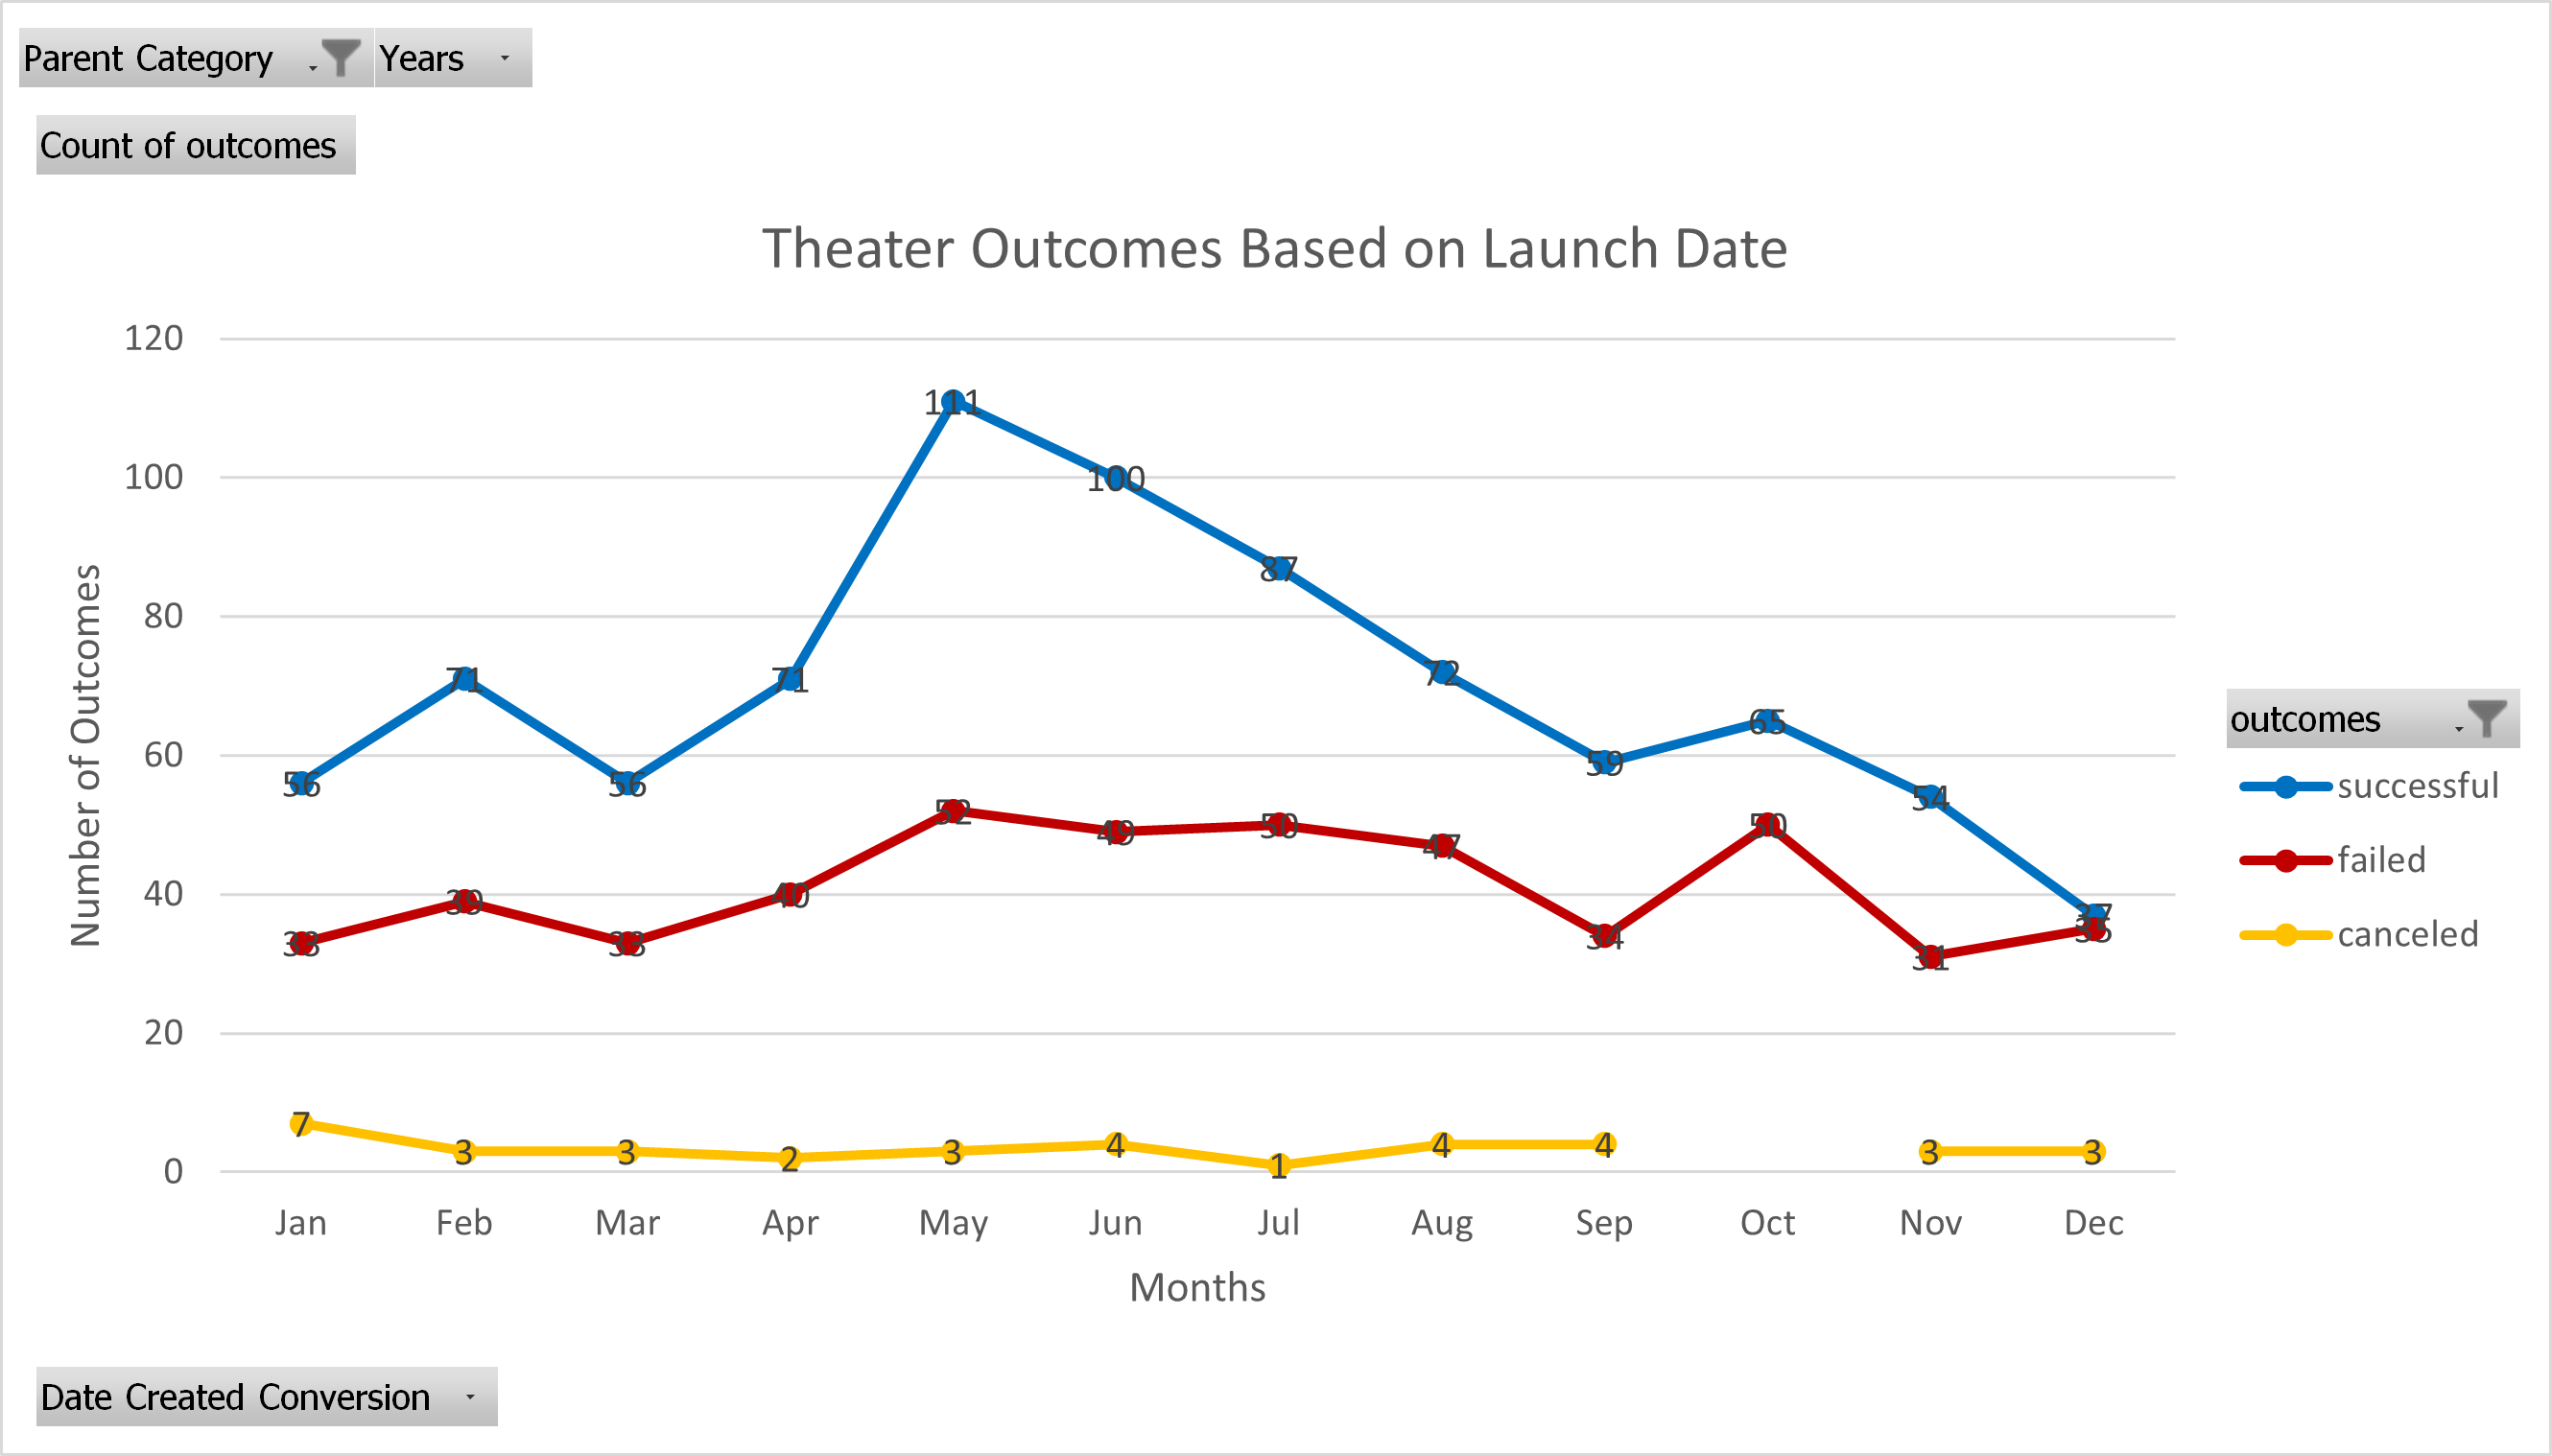 Parent Category Years
Count of outcomes
Theater Outcomes Based on Launch Date
120
100
80
60
40
20
0
Number of Outcomes
56 71 56 71 111 100 87 72 59 65 54 37
33 39 33 40 52 49 50 47 34 50 31 35
7 3 3 2 3 4 1 4 4 3 3
Jan Feb Mar Apr May Jun Jul Aug Sep Oct Nov Dec
Months
outcomes
successful
failed
canceled
Date Created Conversion